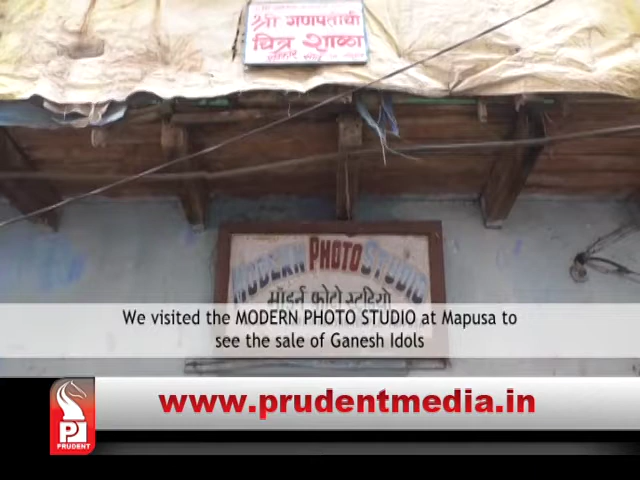 श्री गणपतीची
चित्र शाळा
MODERN PHOTO STUDIO
मॉडर्न फोटो स्टुडियो
We visited the MODERN PHOTO STUDIO at Mapusa to
see the sale of Ganesh Idols
www.prudentmedia.in
PRUDENT